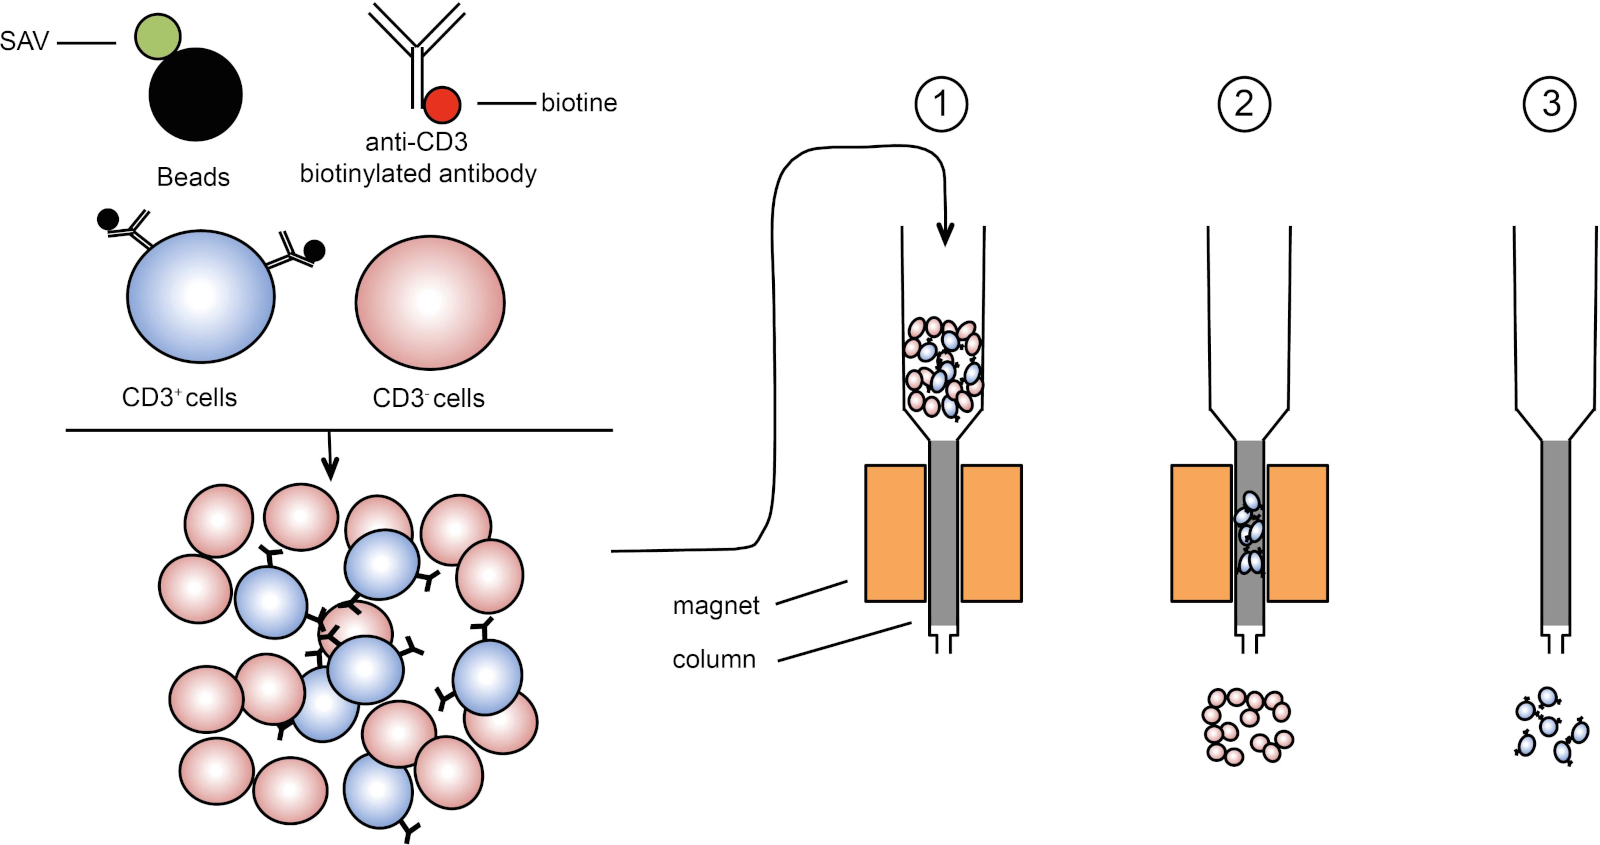 SAV
biotine
Beads
anti-CD3
biotinylated antibody
CD3⁺ cells
CD3⁻ cells
1
2
3
magnet
column